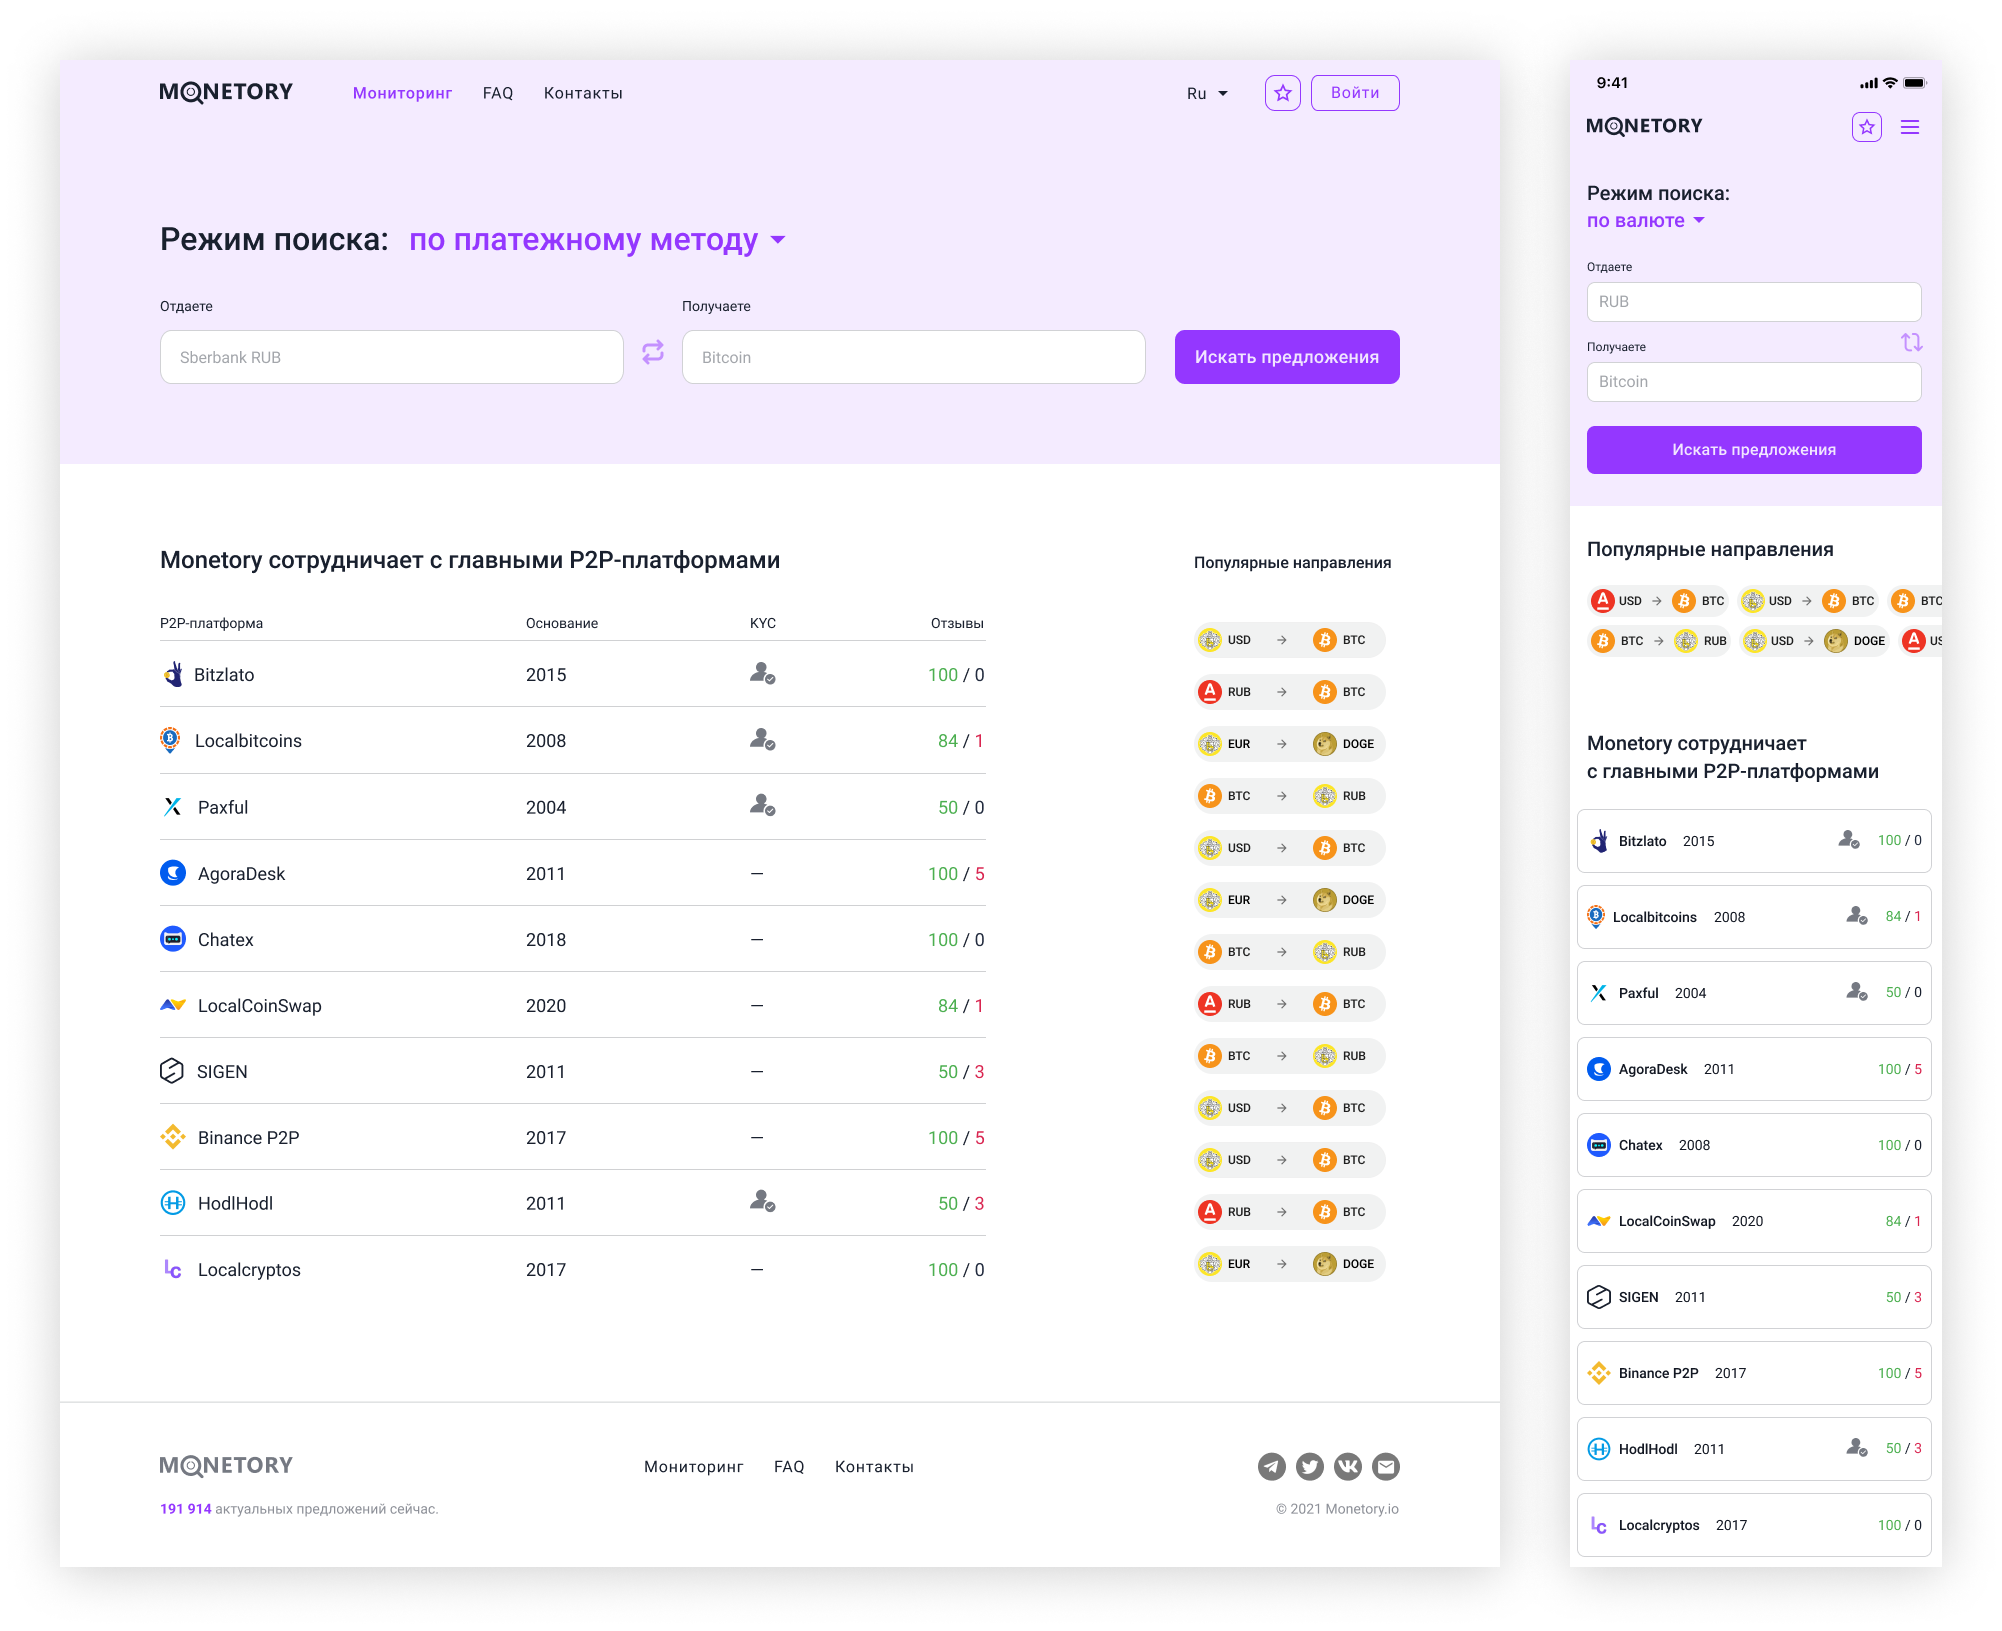 MONETORY Мониторинг FAQ Контакты Ru Войти
Режим поиска: по платежному методу
Отдаете Получаете
Sberbank RUB Bitcoin Искать предложения
Monetory сотрудничает с главными P2P-платформами
P2P-платформа Основание KYC Отзывы
Bitzlato 2015 100 / 0
Localbitcoins 2008 84 / 1
Paxful 2004 50 / 0
AgoraDesk 2011 – 100 / 5
Chatex 2018 – 100 / 0
LocalCoinSwap 2020 – 84 / 1
SIGEN 2011 – 50 / 3
Binance P2P 2017 – 100 / 5
HodlHodl 2011 50 / 3
Localcryptos 2017 – 100 / 0
Популярные направления
USD → BTC
RUB → BTC
EUR → DOGE
BTC → RUB
USD → BTC
EUR → DOGE
BTC → RUB
RUB → BTC
BTC → RUB
USD → BTC
USD → BTC
RUB → BTC
EUR → DOGE
MONETORY Мониторинг FAQ Контакты
191 914 актуальных предложений сейчас. © 2021 Monetory.io
9:41
MONETORY
Режим поиска:
по валюте
Отдаете
RUB
Получаете
Bitcoin
Искать предложения
Популярные направления
USD → BTC USD → BTC BTC
BTC → RUB USD → DOGE
Monetory сотрудничает
с главными P2P-платформами
Bitzlato 2015 100 / 0
Localbitcoins 2008 84 / 1
Paxful 2004 50 / 0
AgoraDesk 2011 100 / 5
Chatex 2008 100 / 0
LocalCoinSwap 2020 84 / 1
SIGEN 2011 50 / 3
Binance P2P 2017 100 / 5
HodlHodl 2011 50 / 3
Localcryptos 2017 100 / 0